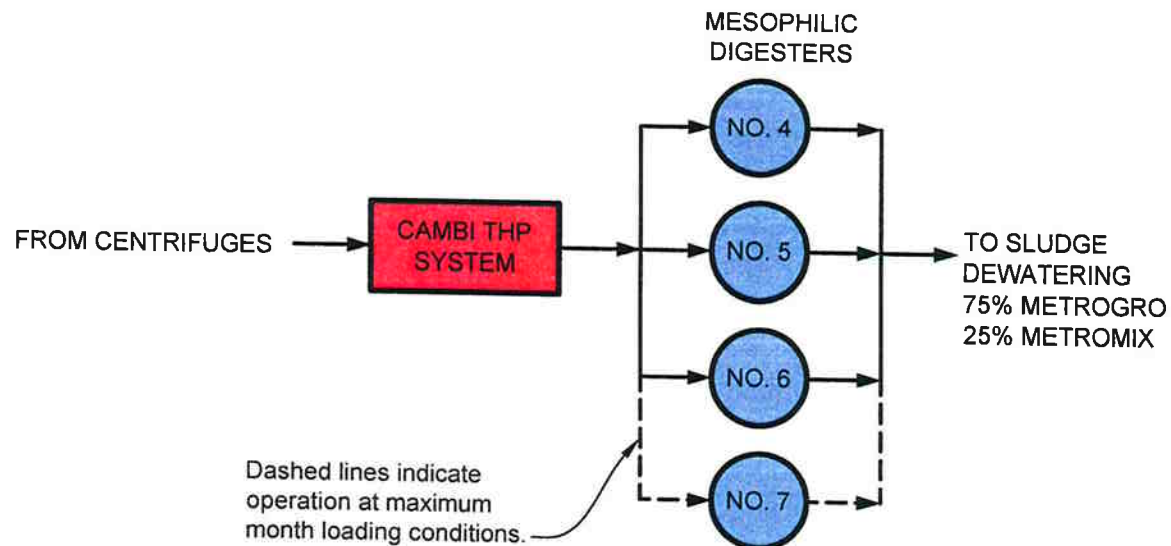 MESOPHILIC
DIGESTERS
NO. 4
FROM CENTRIFUGES
CAMBI THP
SYSTEM
NO. 5
TO SLUDGE
DEWATERING
75% METROGRO
25% METROMIX
NO. 6
Dashed lines indicate
operation at maximum
month loading conditions.
NO. 7